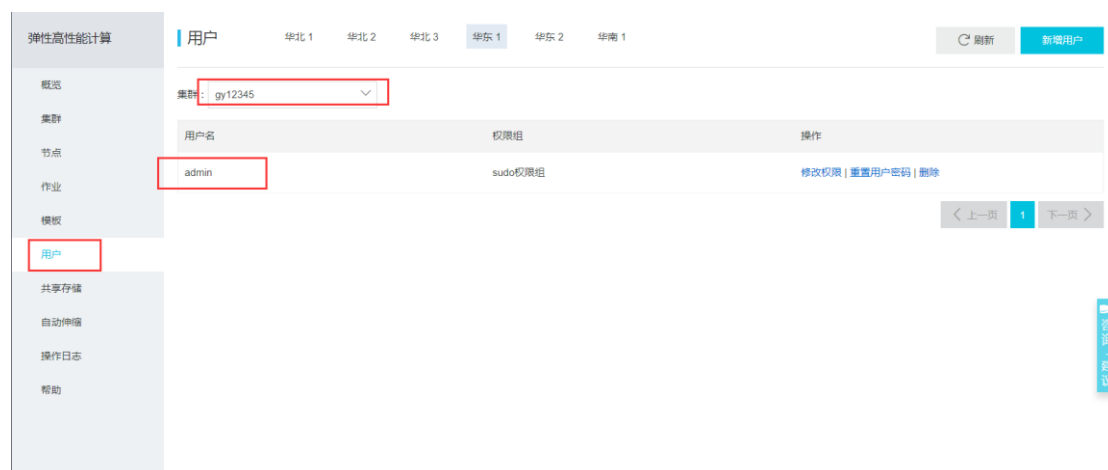 弹性高性能计算
用户 华北 1 华北 2 华北 3 华东 1 华东 2 华南 1 刷新 新增用户
概览
集群
节点
作业
模板
用户
共享存储
自动伸缩
操作日志
帮助
集群: gy12345
用户名 权限组 操作
admin sudo权限组 修改权限 | 重置用户密码 | 删除
上一页 1 下一页
咨询·建议